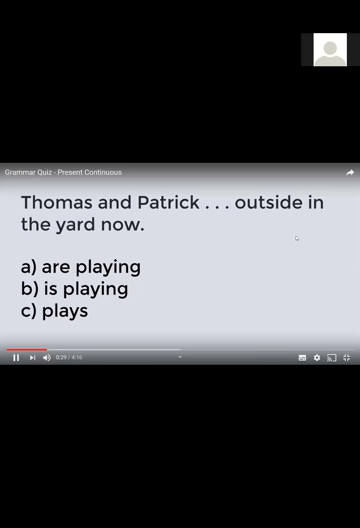 Grammar Quiz - Present Continuous
Thomas and Patrick . . . outside in
the yard now.
a) are playing
b) is playing
c) plays
0:29 / 4:16